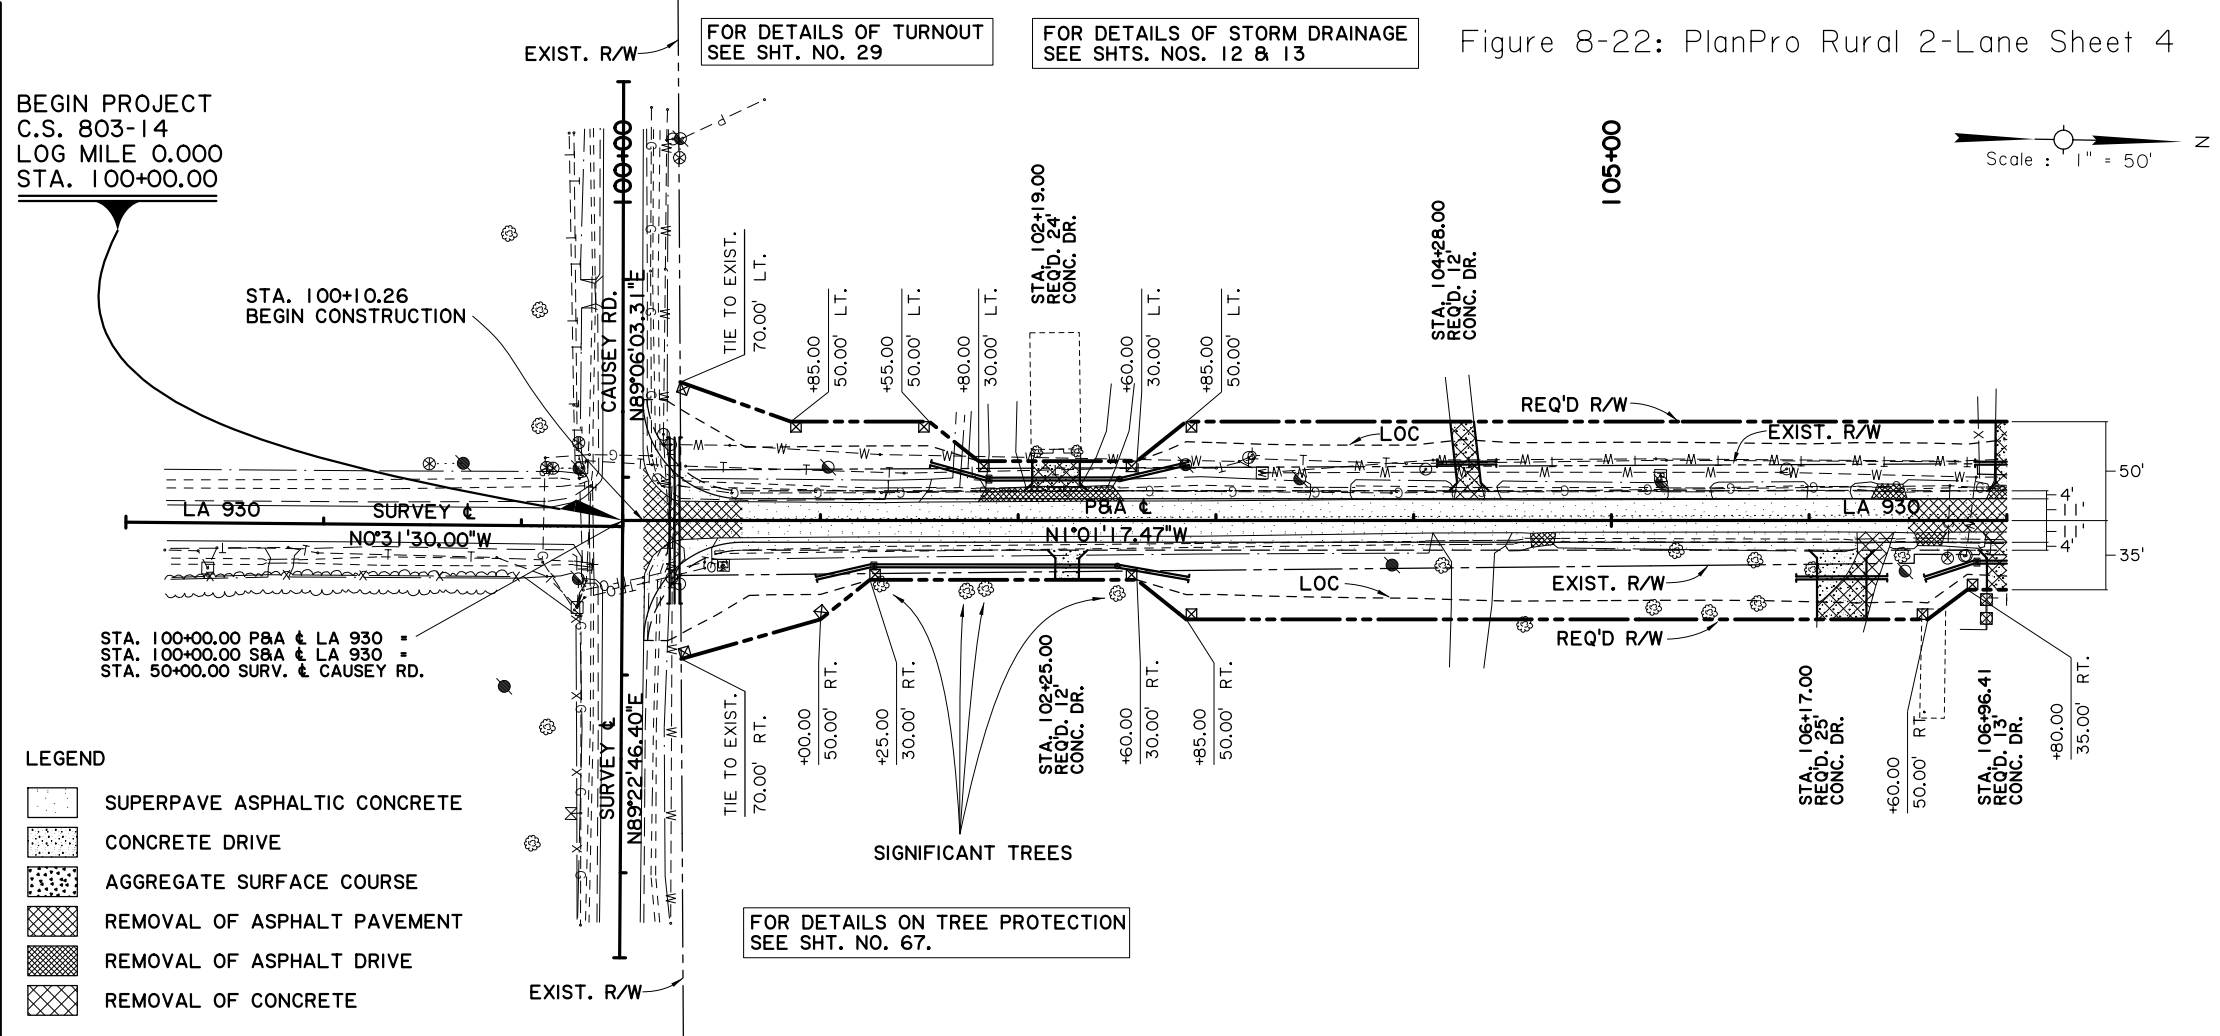 FOR DETAILS OF TURNOUT
SEE SHT. NO. 29
FOR DETAILS OF STORM DRAINAGE
SEE SHTS. NOS. 12 & 13
Figure 8-22: PlanPro Rural 2-Lane Sheet 4
EXIST. R/W
BEGIN PROJECT
C.S. 803-14
LOG MILE 0.000
STA. 100+00.00
100+00
105+00
N
Scale : 1" = 50'
STA. 100+10.26
BEGIN CONSTRUCTION
CAUSEY RD.
N89°06'03.31"E
TIE TO EXIST.
70.00' LT.
+85.00
50.00' LT.
+55.00
50.00' LT.
+80.00
30.00' LT.
STA. 102+19.00
REQ'D. 24'
CONC. DR.
+60.00
30.00' LT.
+85.00
50.00' LT.
STA. 104+28.00
REQ'D. 12'
CONC. DR.
REQ'D R/W
LOC
EXIST. R/W
50'
4'
11'
11'
4'
35'
LA 930
SURVEY ℄
N0°31'30.00"W
P&A ℄
N1°01'17.47"W
LA 930
LOC
EXIST. R/W
REQ'D R/W
STA. 100+00.00 P&A ℄ LA 930 =
STA. 100+00.00 S&A ℄ LA 930 =
STA. 50+00.00 SURV. ℄ CAUSEY RD.
SURVEY ℄
N89°22'46.40"E
TIE TO EXIST.
70.00' RT.
+00.00
50.00' RT.
+25.00
30.00' RT.
STA. 102+25.00
REQ'D. 12'
CONC. DR.
+60.00
30.00' RT.
+85.00
50.00' RT.
STA. 106+17.00
REQ'D. 25'
CONC. DR.
+60.00
50.00' RT.
STA. 106+96.41
REQ'D. 13'
CONC. DR.
+80.00
35.00' RT.
SIGNIFICANT TREES
LEGEND
SUPERPAVE ASPHALTIC CONCRETE
CONCRETE DRIVE
AGGREGATE SURFACE COURSE
REMOVAL OF ASPHALT PAVEMENT
REMOVAL OF ASPHALT DRIVE
REMOVAL OF CONCRETE
FOR DETAILS ON TREE PROTECTION
SEE SHT. NO. 67.
EXIST. R/W